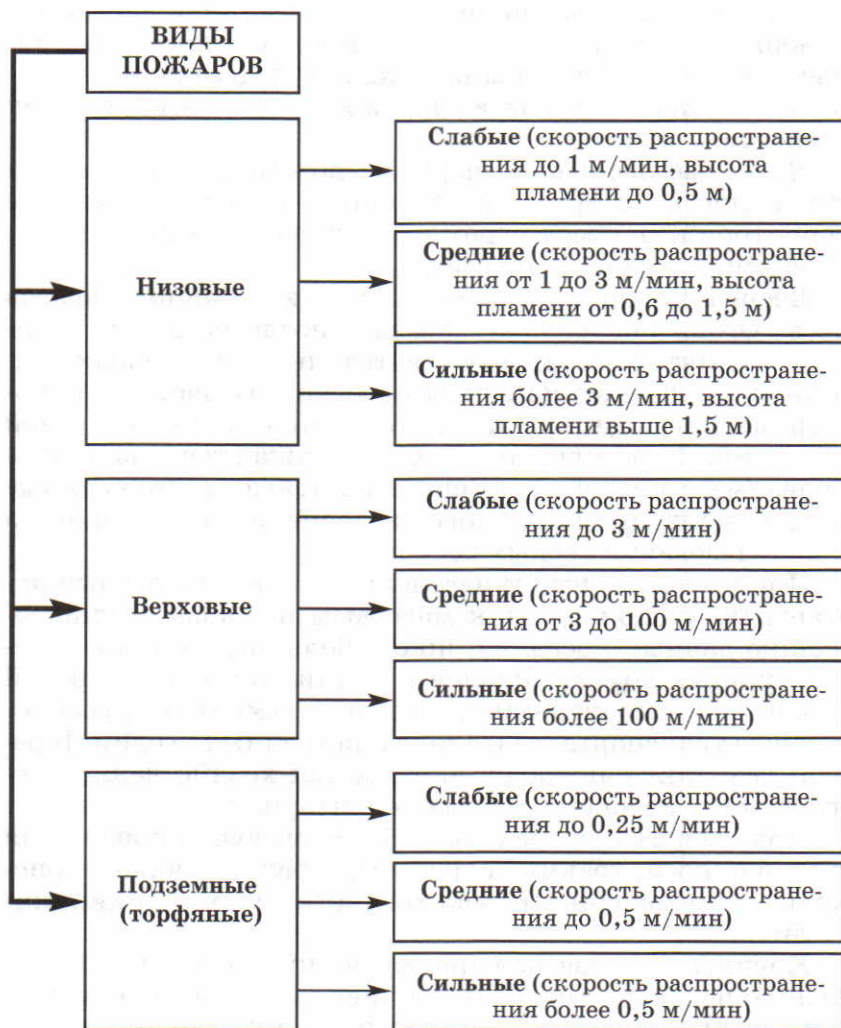 ВИДЫ
ПОЖАРОВ
Низовые
Слабые (скорость распростране-
ния до 1 м/мин, высота
пламени до 0,5 м)
Средние (скорость распростране-
ния от 1 до 3 м/мин, высота
пламени от 0,6 до 1,5 м)
Сильные (скорость распростране-
ния более 3 м/мин, высота
пламени выше 1,5 м)
Верховые
Слабые (скорость распростране-
ния до 3 м/мин)
Средние (скорость распростране-
ния от 3 до 100 м/мин)
Сильные (скорость распростране-
ния более 100 м/мин)
Подземные
(торфяные)
Слабые (скорость распростране-
ния до 0,25 м/мин)
Средние (скорость распростране-
ния до 0,5 м/мин)
Сильные (скорость распростране-
ния более 0,5 м/мин)